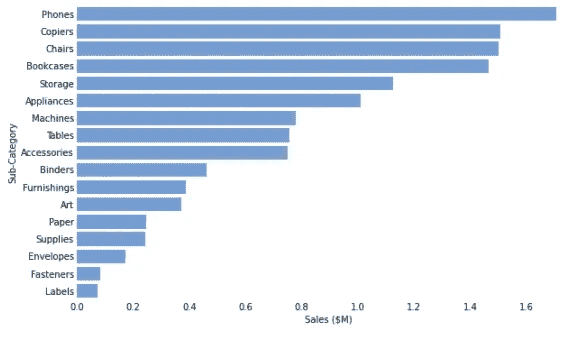 Phones
Copiers
Chairs
Bookcases
Storage
Appliances
Machines
Tables
Accessories
Binders
Furnishings
Art
Paper
Supplies
Envelopes
Fasteners
Labels
Sub-Category
0.0 0.2 0.4 0.6 0.8 1.0 1.2 1.4 1.6
Sales ($M)